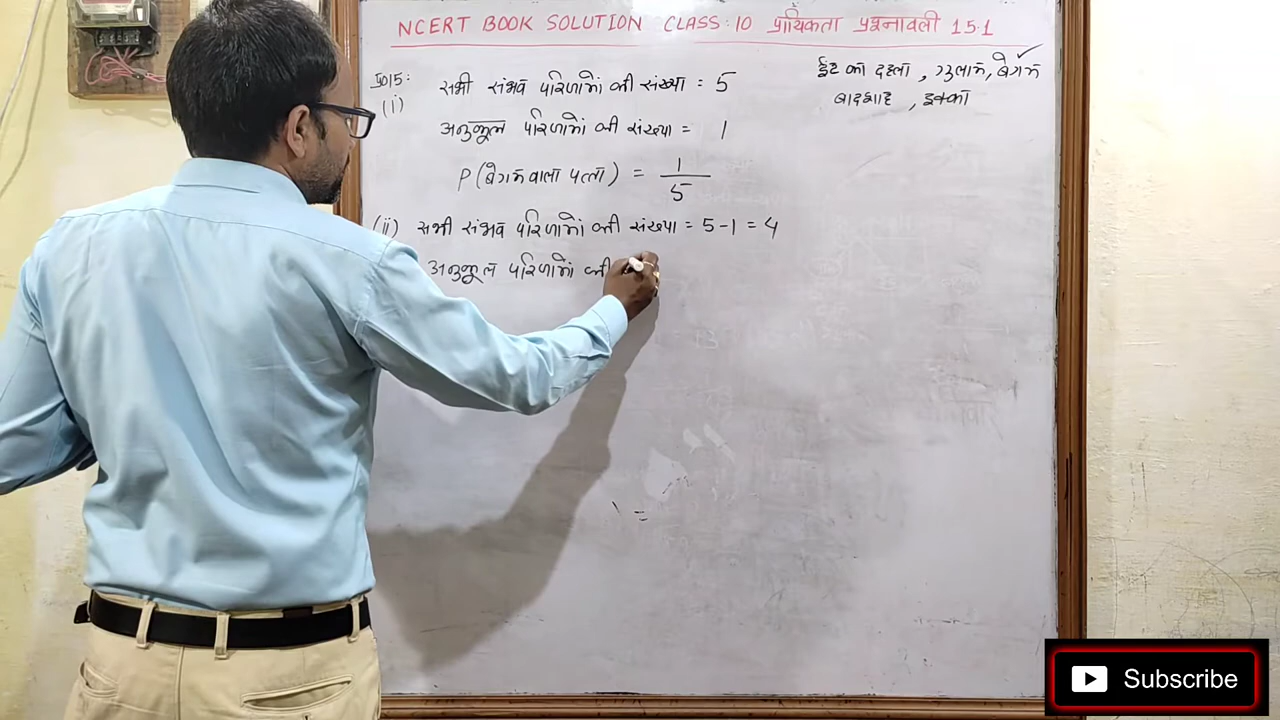 NCERT BOOK SOLUTION CLASS:10 प्रायिकता प्रश्नावली 15.1
ईंट का दहला, गुलाम, बेगम ✓
बादशाह, इक्का
प्र015:
(i) सभी संभव परिणामों की संख्या = 5
अनुकूल परिणामों की संख्या = 1
P(बेगम वाला पत्ता) = 1/5
(ii) सभी संभव परिणामों की संख्या = 5-1 = 4
अनुकूल परिणामों की
Subscribe